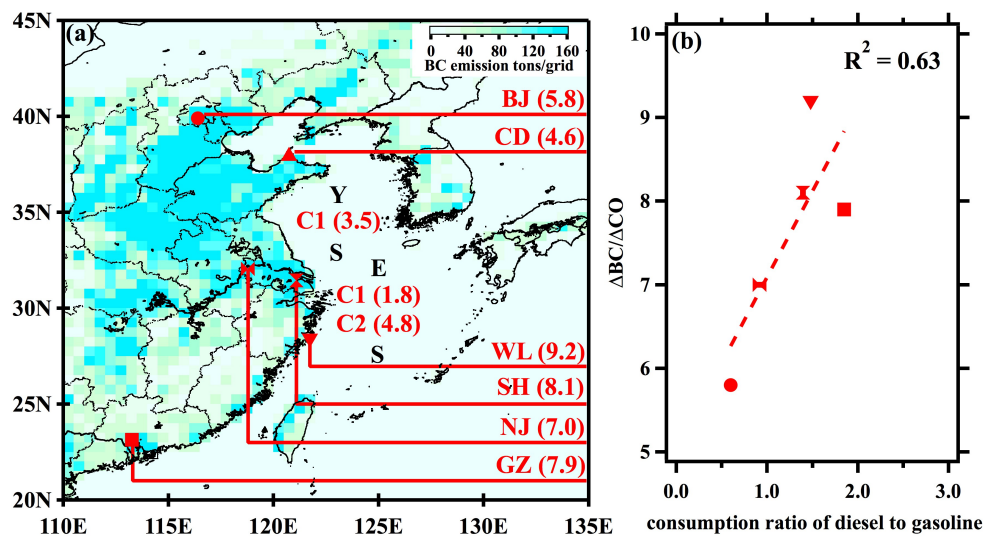 (a)
45N
40N
35N
30N
25N
20N
110E
115E
120E
125E
130E
135E
0 40 80 120 160
BC emission tons/grid
BJ (5.8)
CD (4.6)
Y
C1 (3.5)
S
E
C1 (1.8)
C2 (4.8)
S
WL (9.2)
SH (8.1)
NJ (7.0)
GZ (7.9)
(b)
R² = 0.63
10
9
8
7
6
5
ΔBC/ΔCO
0.0 1.0 2.0 3.0
consumption ratio of diesel to gasoline